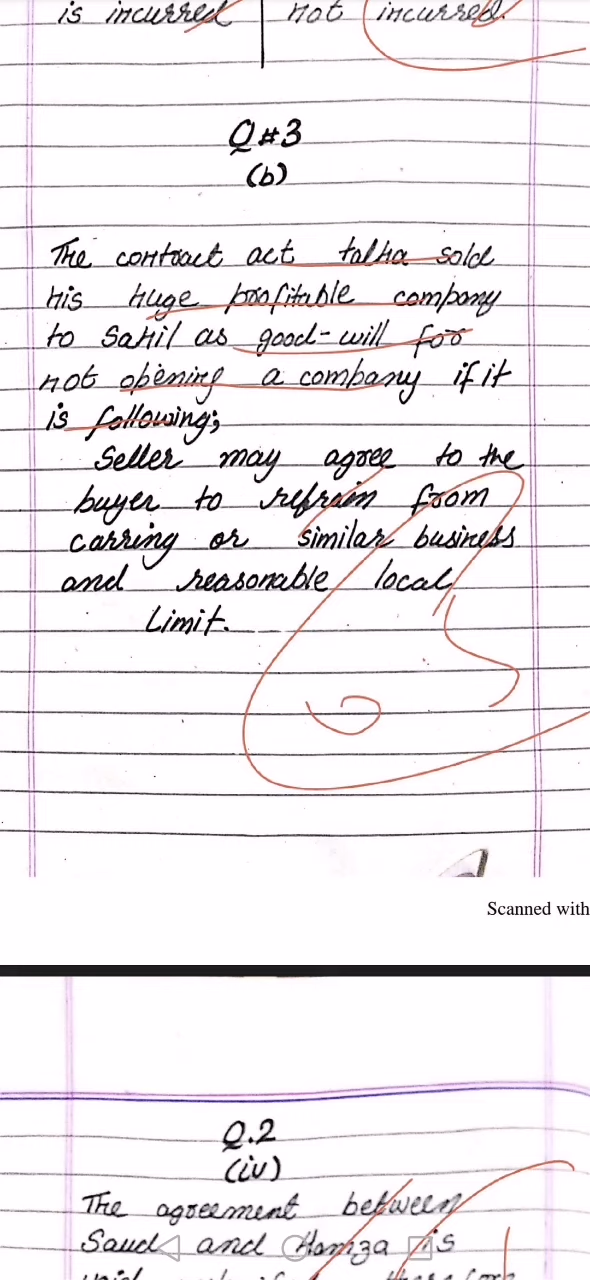 is incurred
not incurred.
Q#3
(b)
The contract act talha sold
his huge profitable company
to Sahil as good-will for
not opening a company if it
is following;
Seller may agree to the
buyer to refrain from
carring or similar business
and reasonable local
Limit.
Scanned with
Q.2
(iv)
The agreement between
Saud and Hamza is